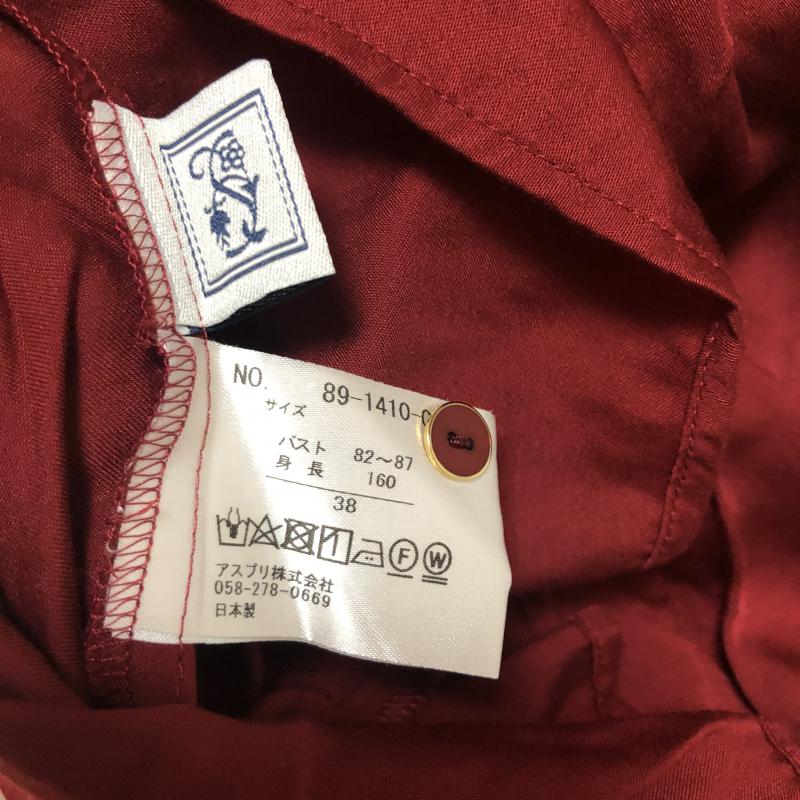 NO. 89-1410-
サイズ
バスト 82～87
身長 160
38
アスプリ株式会社
058-278-0669
日本製